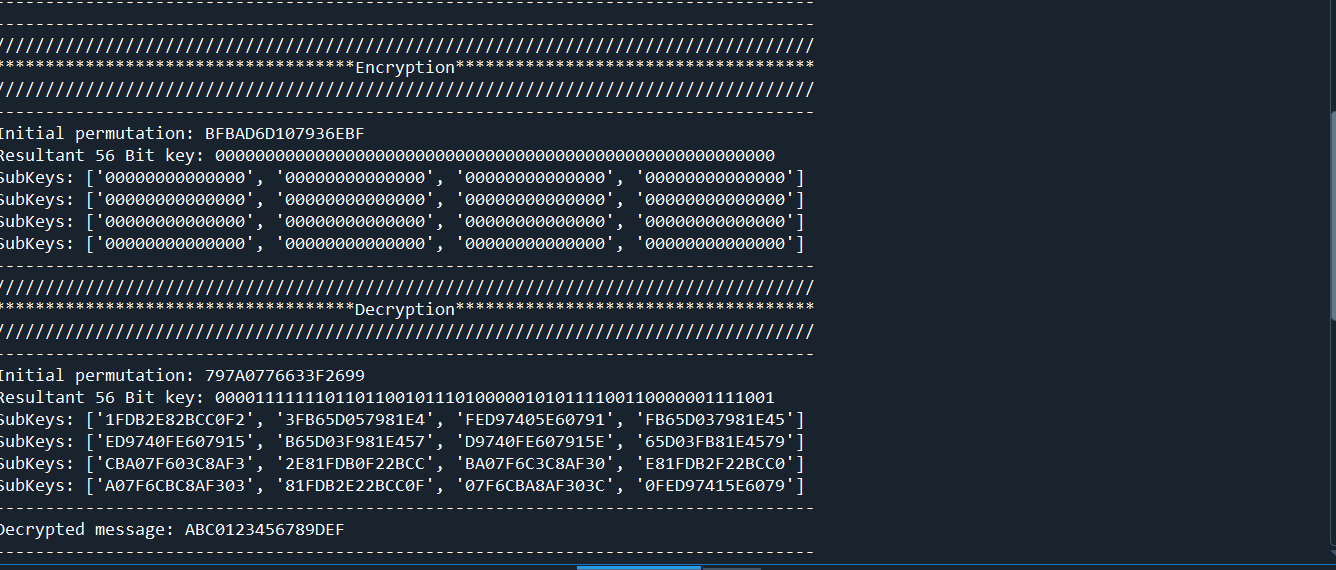 ----------------------------------------------------------------------------------
----------------------------------------------------------------------------------
//////////////////////////////////////////////////////////////////////////////////
************************************Encryption************************************
//////////////////////////////////////////////////////////////////////////////////
----------------------------------------------------------------------------------
Initial permutation: BFBAD6D107936EBF
Resultant 56 Bit key: 00000000000000000000000000000000000000000000000000000000
SubKeys: ['00000000000000', '00000000000000', '00000000000000', '00000000000000']
SubKeys: ['00000000000000', '00000000000000', '00000000000000', '00000000000000']
SubKeys: ['00000000000000', '00000000000000', '00000000000000', '00000000000000']
SubKeys: ['00000000000000', '00000000000000', '00000000000000', '00000000000000']
----------------------------------------------------------------------------------
//////////////////////////////////////////////////////////////////////////////////
************************************Decryption************************************
//////////////////////////////////////////////////////////////////////////////////
----------------------------------------------------------------------------------
Initial permutation: 797A0776633F2699
Resultant 56 Bit key: 00001111111011011001011101000001010111100110000001111001
SubKeys: ['1FDB2E82BCC0F2', '3FB65D057981E4', 'FED97405E60791', 'FB65D037981E45']
SubKeys: ['ED9740FE607915', 'B65D03F981E457', 'D9740FE607915E', '65D03FB81E4579']
SubKeys: ['CBA07F603C8AF3', '2E81FDB0F22BCC', 'BA07F6C3C8AF30', 'E81FDB2F22BCC0']
SubKeys: ['A07F6CBC8AF303', '81FDB2E22BCC0F', '07F6CBA8AF303C', '0FED97415E6079']
----------------------------------------------------------------------------------
Decrypted message: ABC0123456789DEF
----------------------------------------------------------------------------------